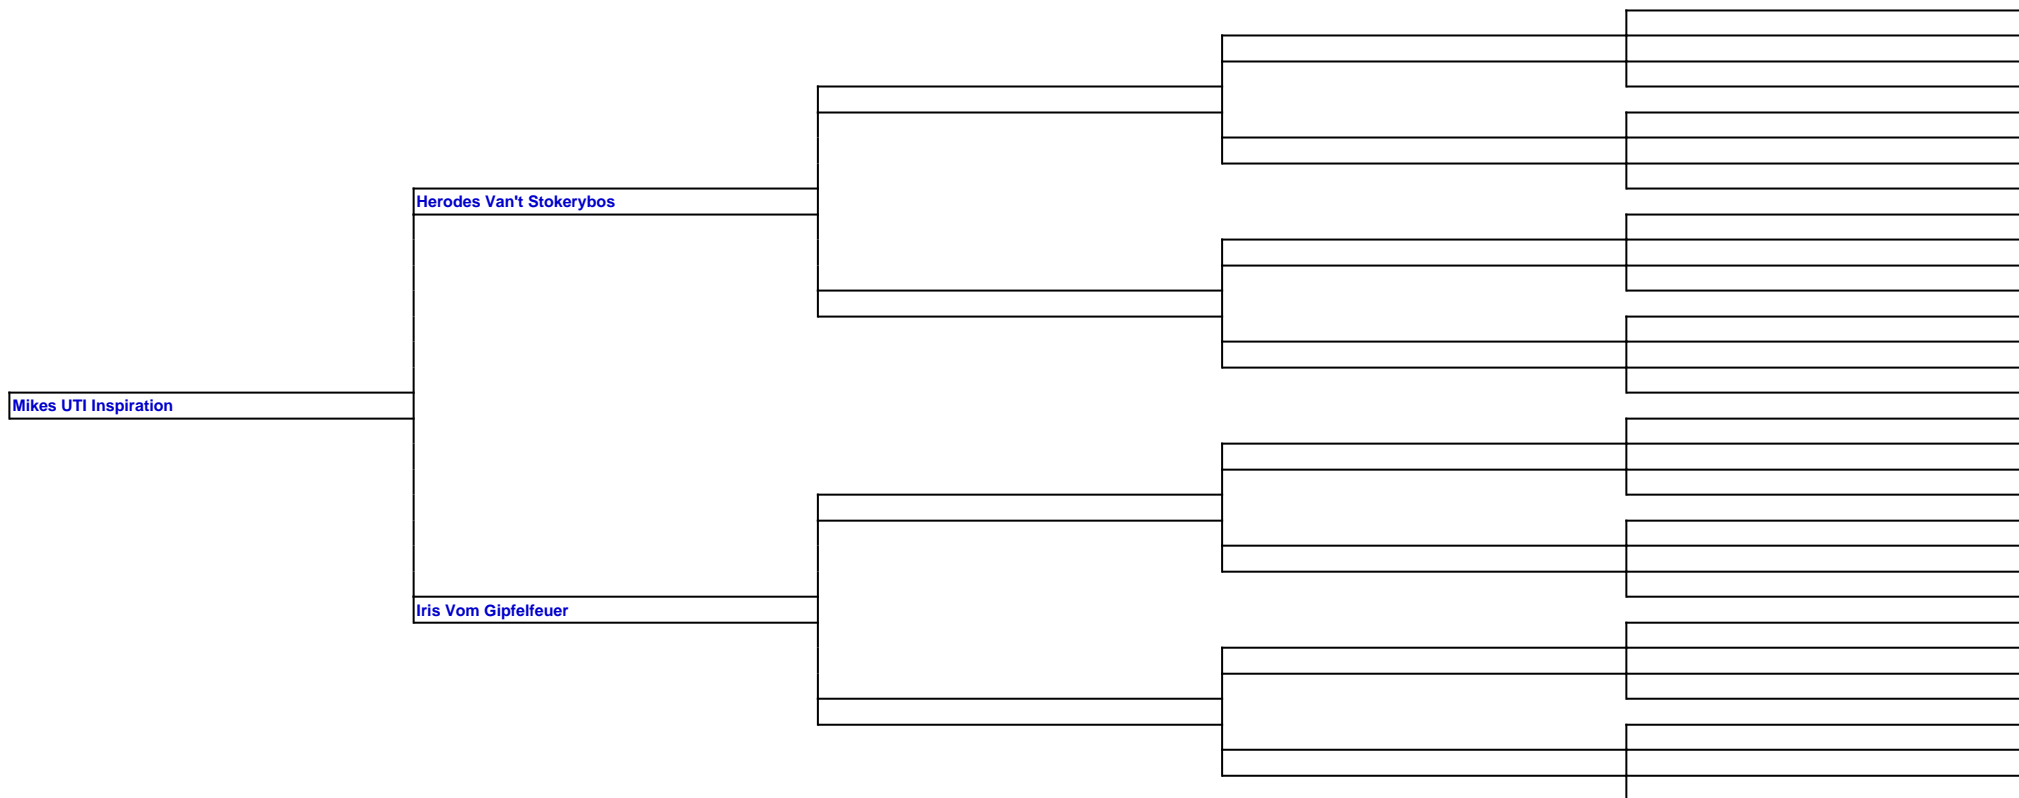 Herodes Van't Stokerybos
Mikes UTI Inspiration
Iris Vom Gipfelfeuer